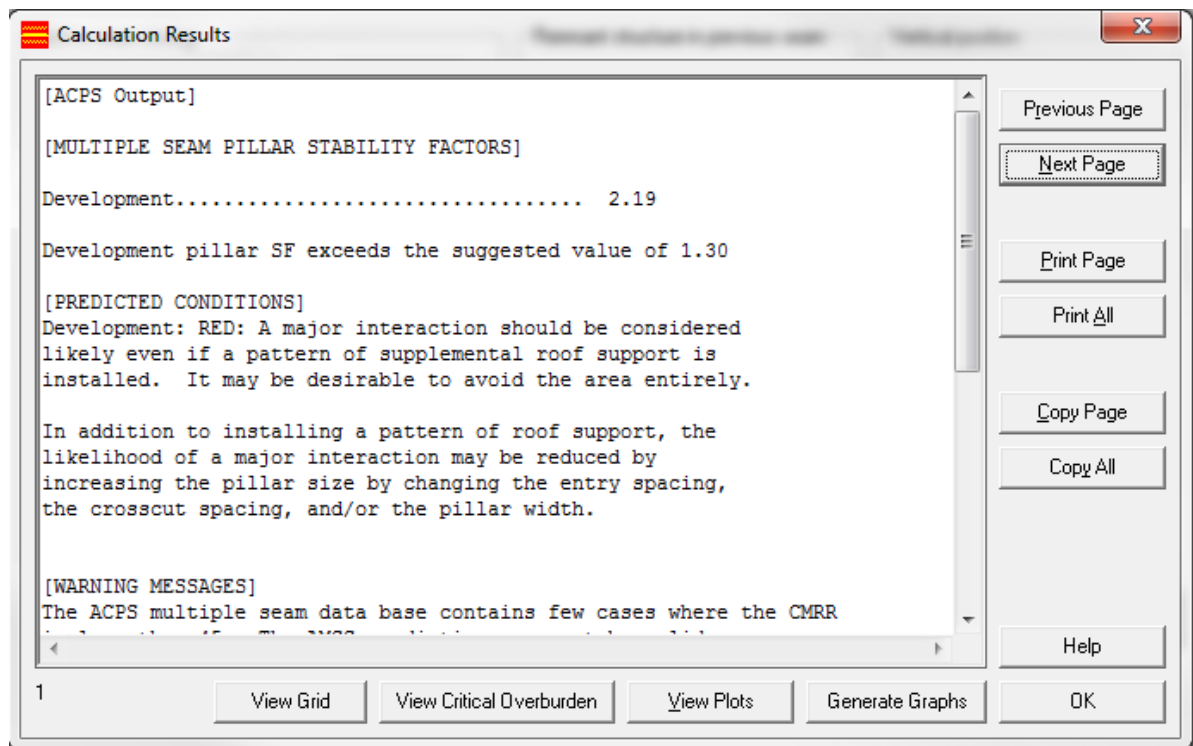 Calculation Results
[ACPS Output]
[MULTIPLE SEAM PILLAR STABILITY FACTORS]
Development.................................. 2.19
Development pillar SF exceeds the suggested value of 1.30
[PREDICTED CONDITIONS]
Development: RED: A major interaction should be considered
likely even if a pattern of supplemental roof support is
installed.  It may be desirable to avoid the area entirely.
In addition to installing a pattern of roof support, the
likelihood of a major interaction may be reduced by
increasing the pillar size by changing the entry spacing,
the crosscut spacing, and/or the pillar width.
[WARNING MESSAGES]
The ACPS multiple seam data base contains few cases where the CMRR
Previous Page
Next Page
Print Page
Print All
Copy Page
Copy All
Help
1
View Grid
View Critical Overburden
View Plots
Generate Graphs
OK